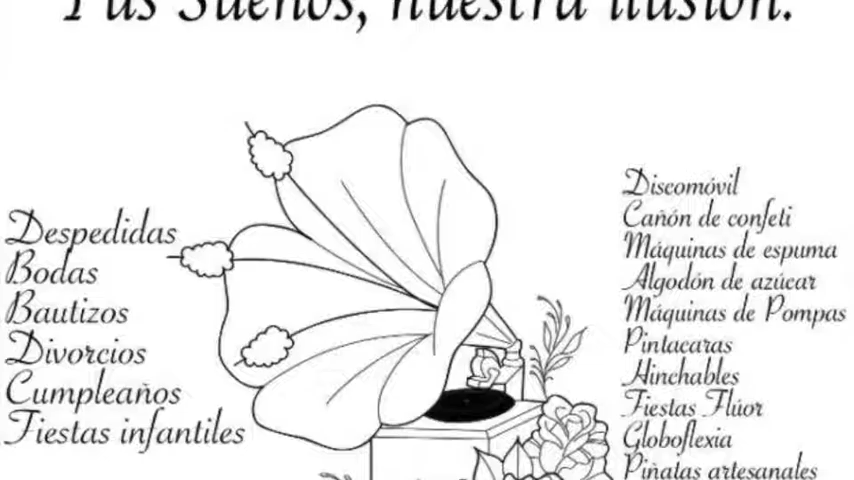 Tus Sueños, nuestra ilusión.
Despedidas
Bodas
Bautizos
Divorcios
Cumpleaños
Fiestas infantiles
Discomóvil
Cañón de confeti
Máquinas de espuma
Algodón de azúcar
Máquinas de Pompas
Pintacaras
Hinchables
Fiestas Flúor
Globoflexia
Piñatas artesanales